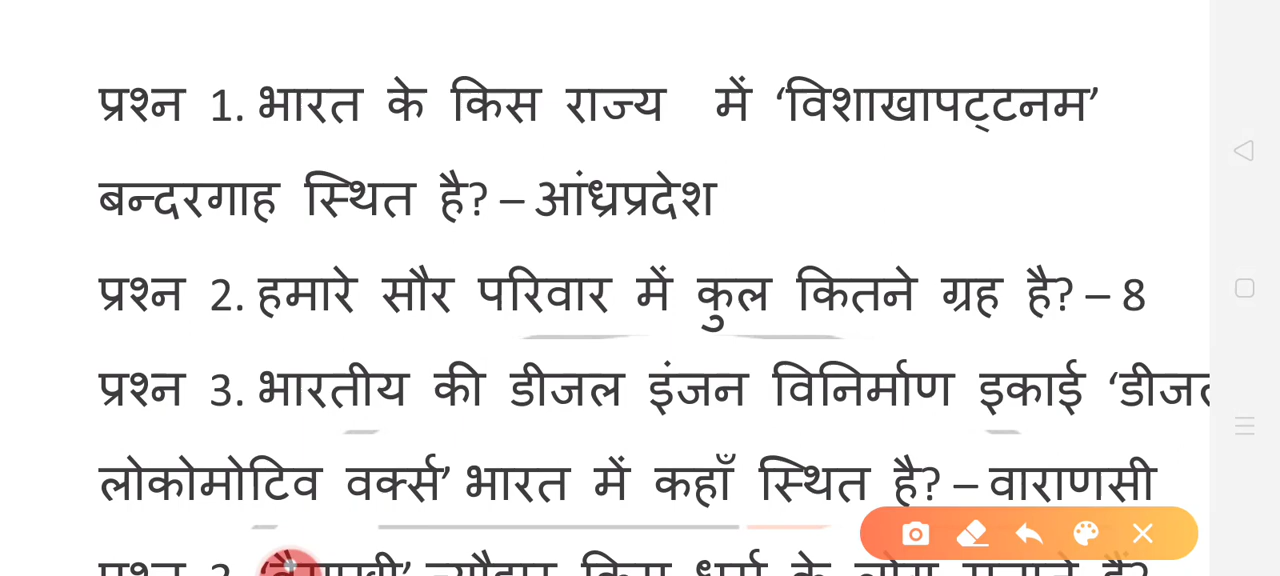 प्रश्न 1. भारत के किस राज्य में ‘विशाखापट्टनम’
बन्दरगाह स्थित है? – आंध्रप्रदेश
प्रश्न 2. हमारे सौर परिवार में कुल कितने ग्रह है? – 8
प्रश्न 3. भारतीय की डीजल इंजन विनिर्माण इकाई ‘डीजल
लोकोमोटिव वर्क्स’ भारत में कहाँ स्थित है? – वाराणसी